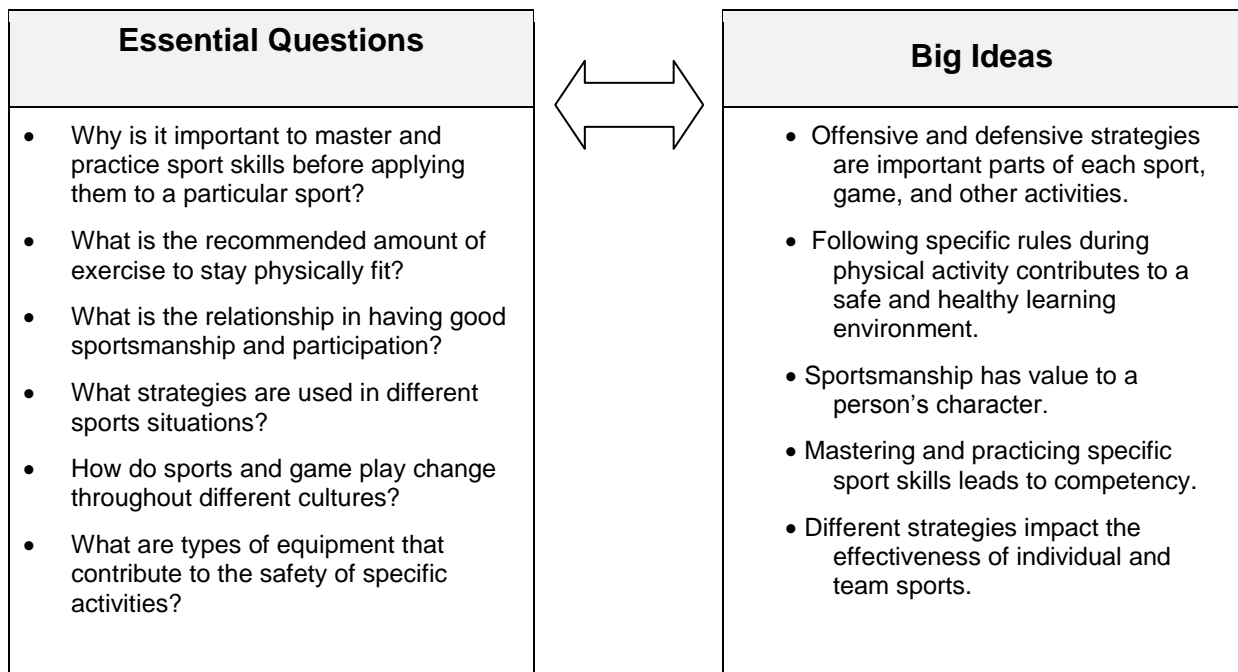 Essential Questions
• Why is it important to master and
practice sport skills before applying
them to a particular sport?
• What is the recommended amount of
exercise to stay physically fit?
• What is the relationship in having good
sportsmanship and participation?
• What strategies are used in different
sports situations?
• How do sports and game play change
throughout different cultures?
• What are types of equipment that
contribute to the safety of specific
activities?
Big Ideas
• Offensive and defensive strategies
are important parts of each sport,
game, and other activities.
• Following specific rules during
physical activity contributes to a
safe and healthy learning
environment.
• Sportsmanship has value to a
person’s character.
• Mastering and practicing specific
sport skills leads to competency.
• Different strategies impact the
effectiveness of individual and
team sports.